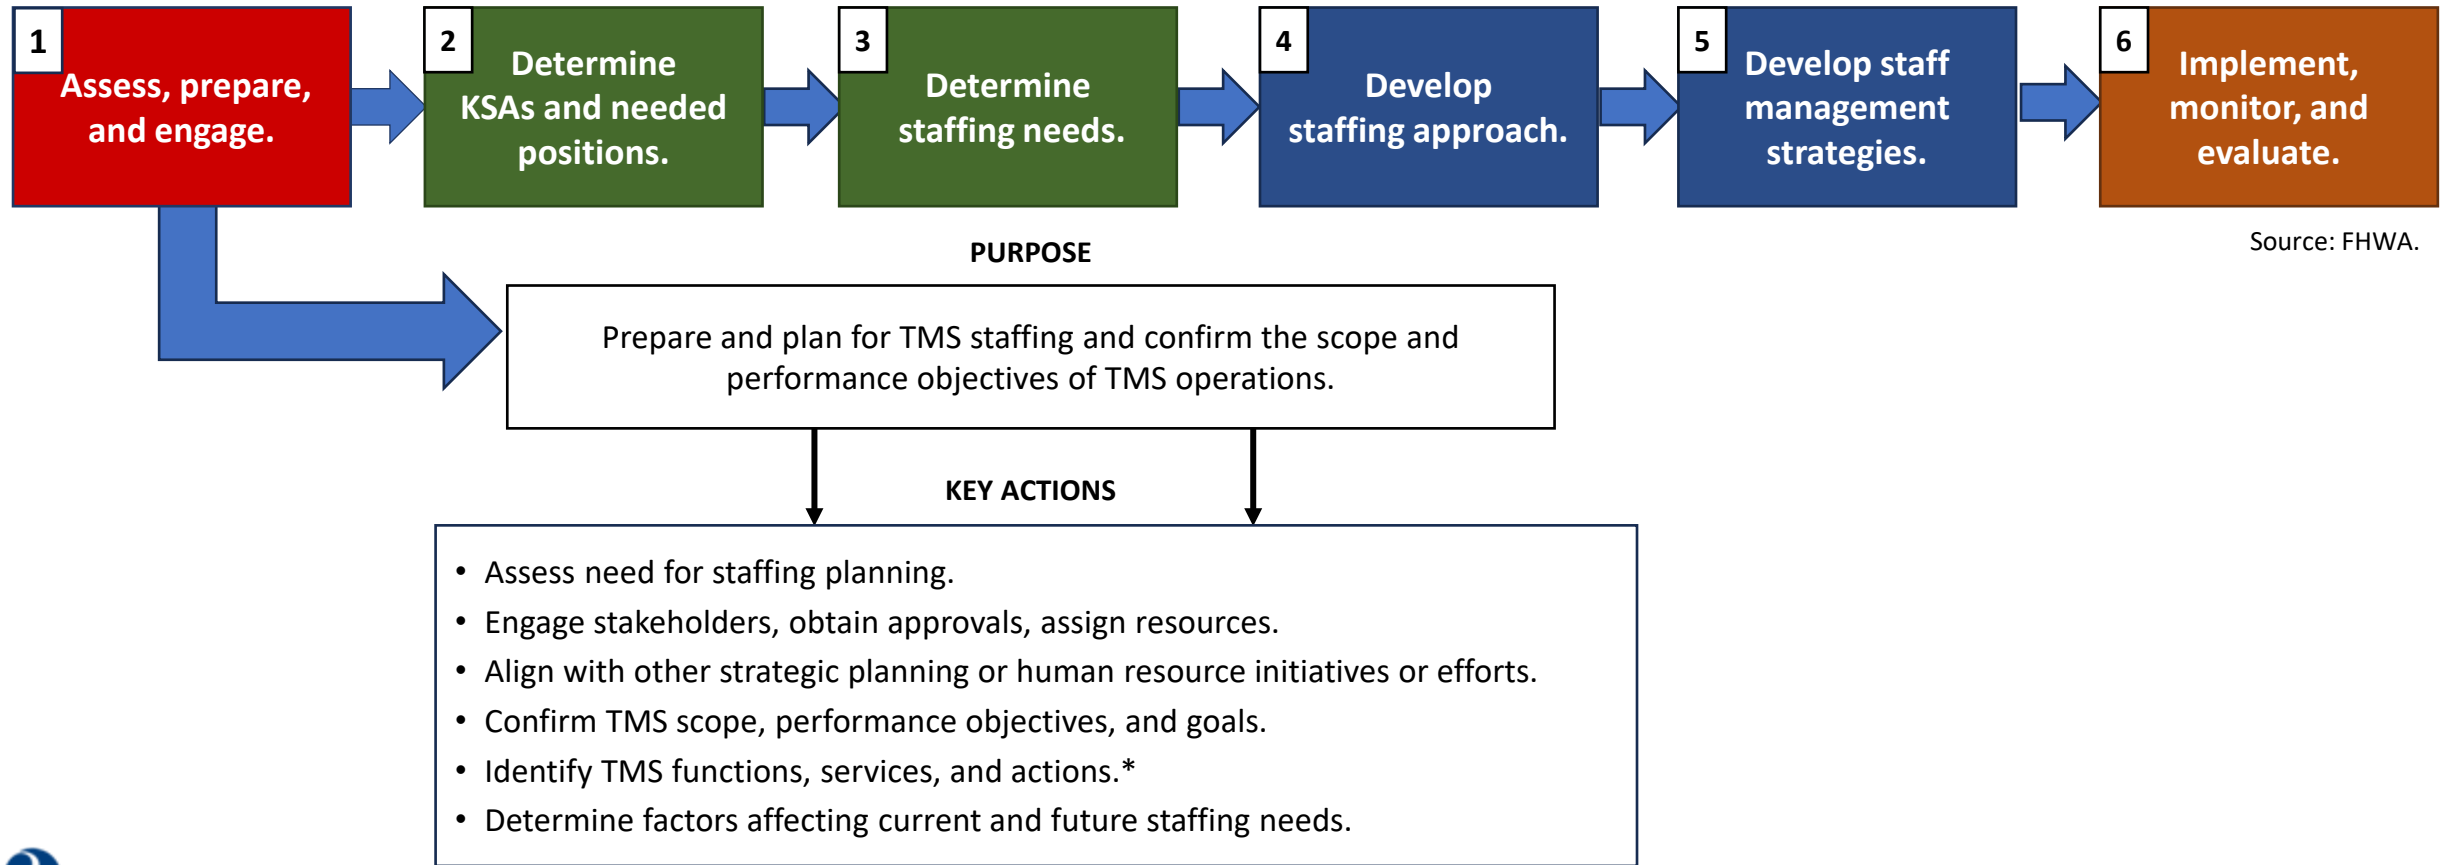 1
Assess, prepare,
and engage.
2
Determine
KSAs and needed
positions.
3
Determine
staffing needs.
4
Develop
staffing approach.
5
Develop staff
management
strategies.
6
Implement,
monitor, and
evaluate.
Source: FHWA.
PURPOSE
Prepare and plan for TMS staffing and confirm the scope and
performance objectives of TMS operations.
KEY ACTIONS
• Assess need for staffing planning.
• Engage stakeholders, obtain approvals, assign resources.
• Align with other strategic planning or human resource initiatives or efforts.
• Confirm TMS scope, performance objectives, and goals.
• Identify TMS functions, services, and actions.*
• Determine factors affecting current and future staffing needs.